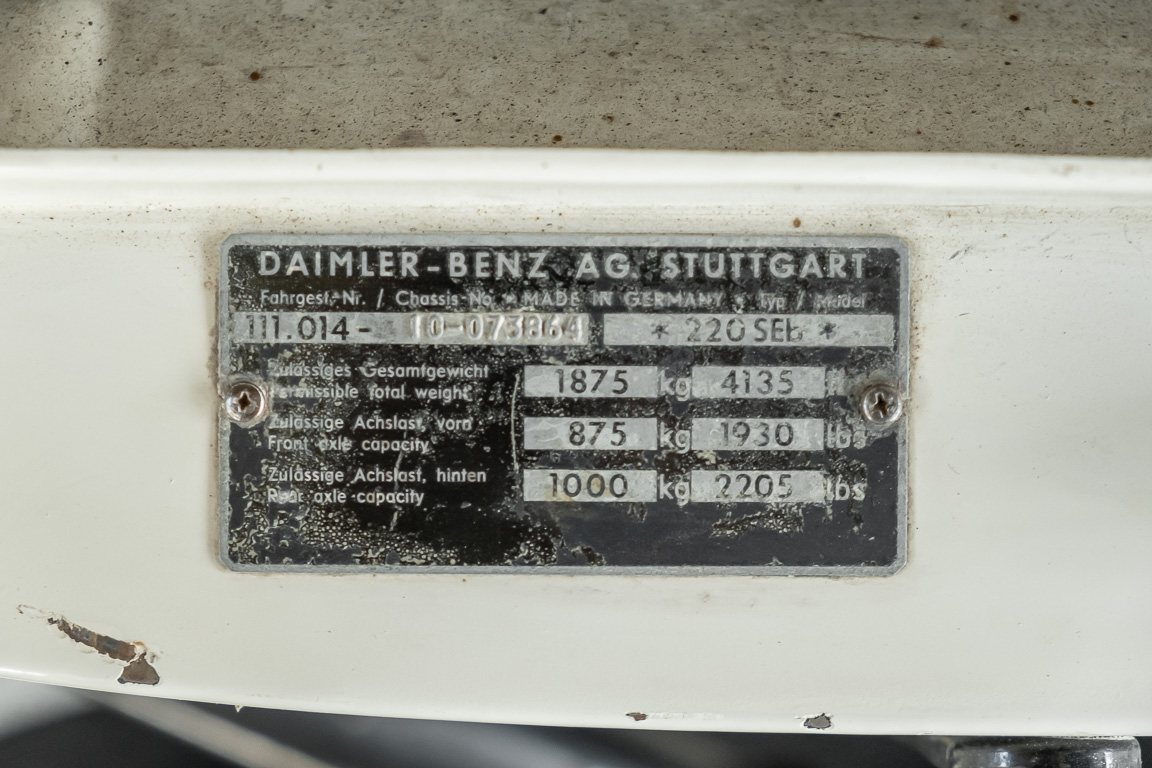 DAIMLER-BENZ AG. STUTTGART
Fahrgest.-Nr. / Chassis-No. * MADE IN GERMANY * Typ / Model
111.014- 10-073864 * 220 SEb *
Zulässiges Gesamtgewicht
Permissible total weight 1875 kg 4135
Zulässige Achslast, vorn
Front axle capacity 875 kg 1930 lbs
Zulässige Achslast, hinten
Rear axle capacity 1000 kg 2205 lbs